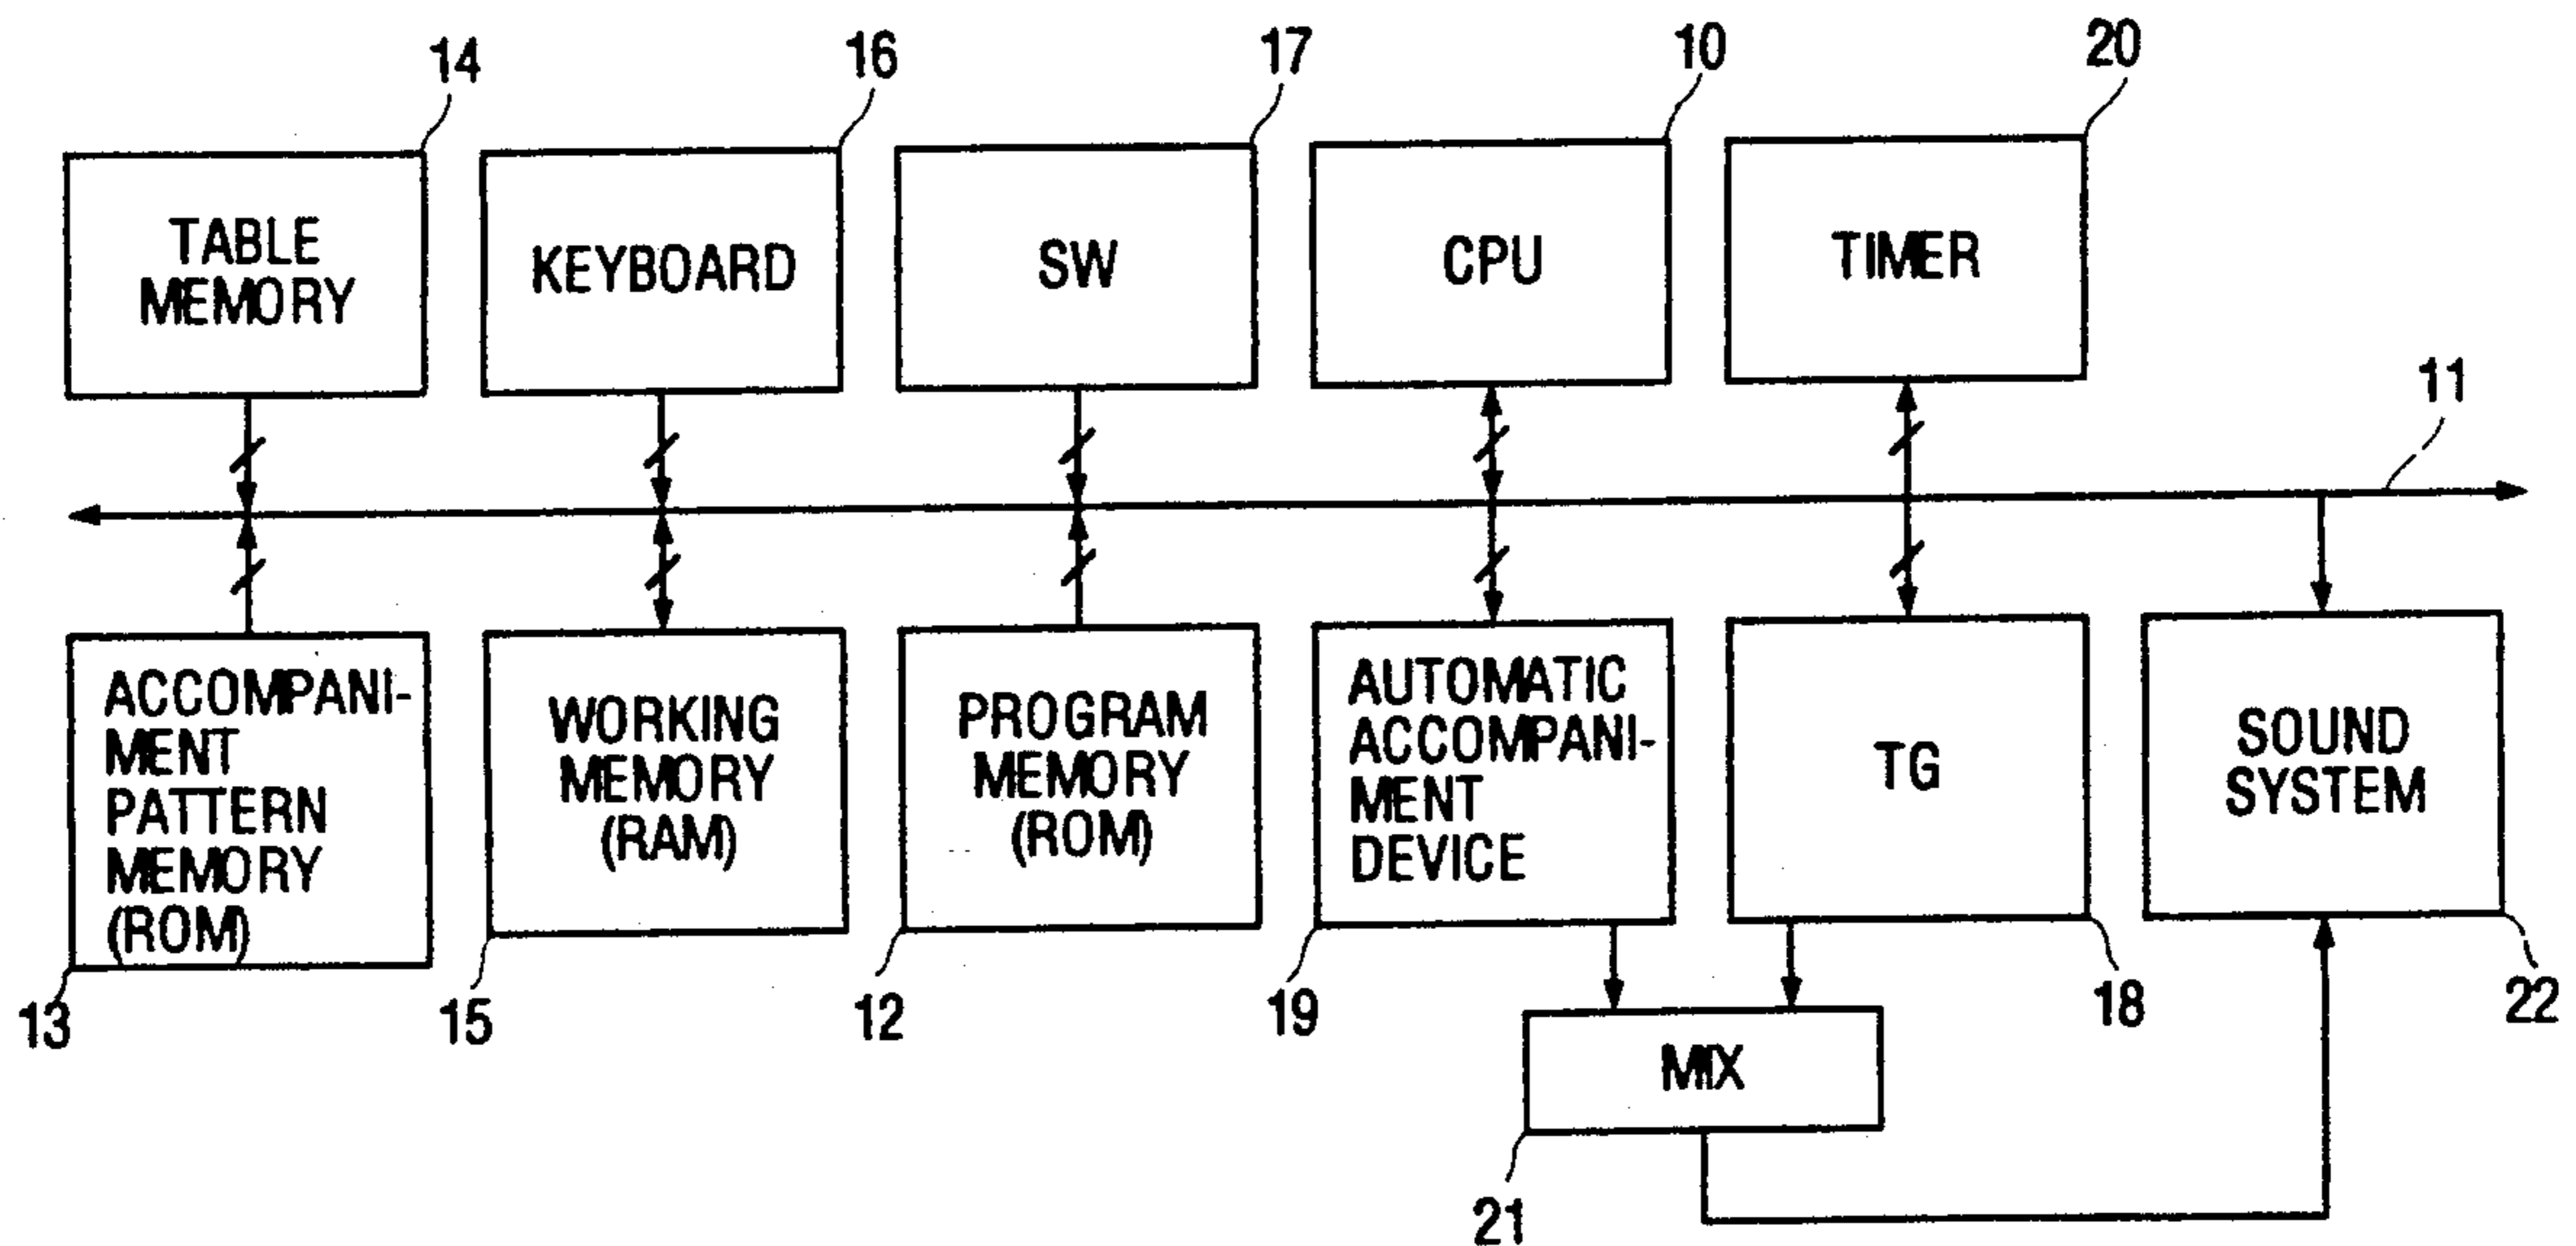 14
16
17
10
20
TABLE
MEMORY
KEYBOARD
SW
CPU
TIMER
11
ACCOMPANI-
MENT
PATTERN
MEMORY
(ROM)
WORKING
MEMORY
(RAM)
PROGRAM
MEMORY
(ROM)
AUTOMATIC
ACCOMPANI-
MENT
DEVICE
TG
SOUND
SYSTEM
13
15
12
19
18
22
MIX
21